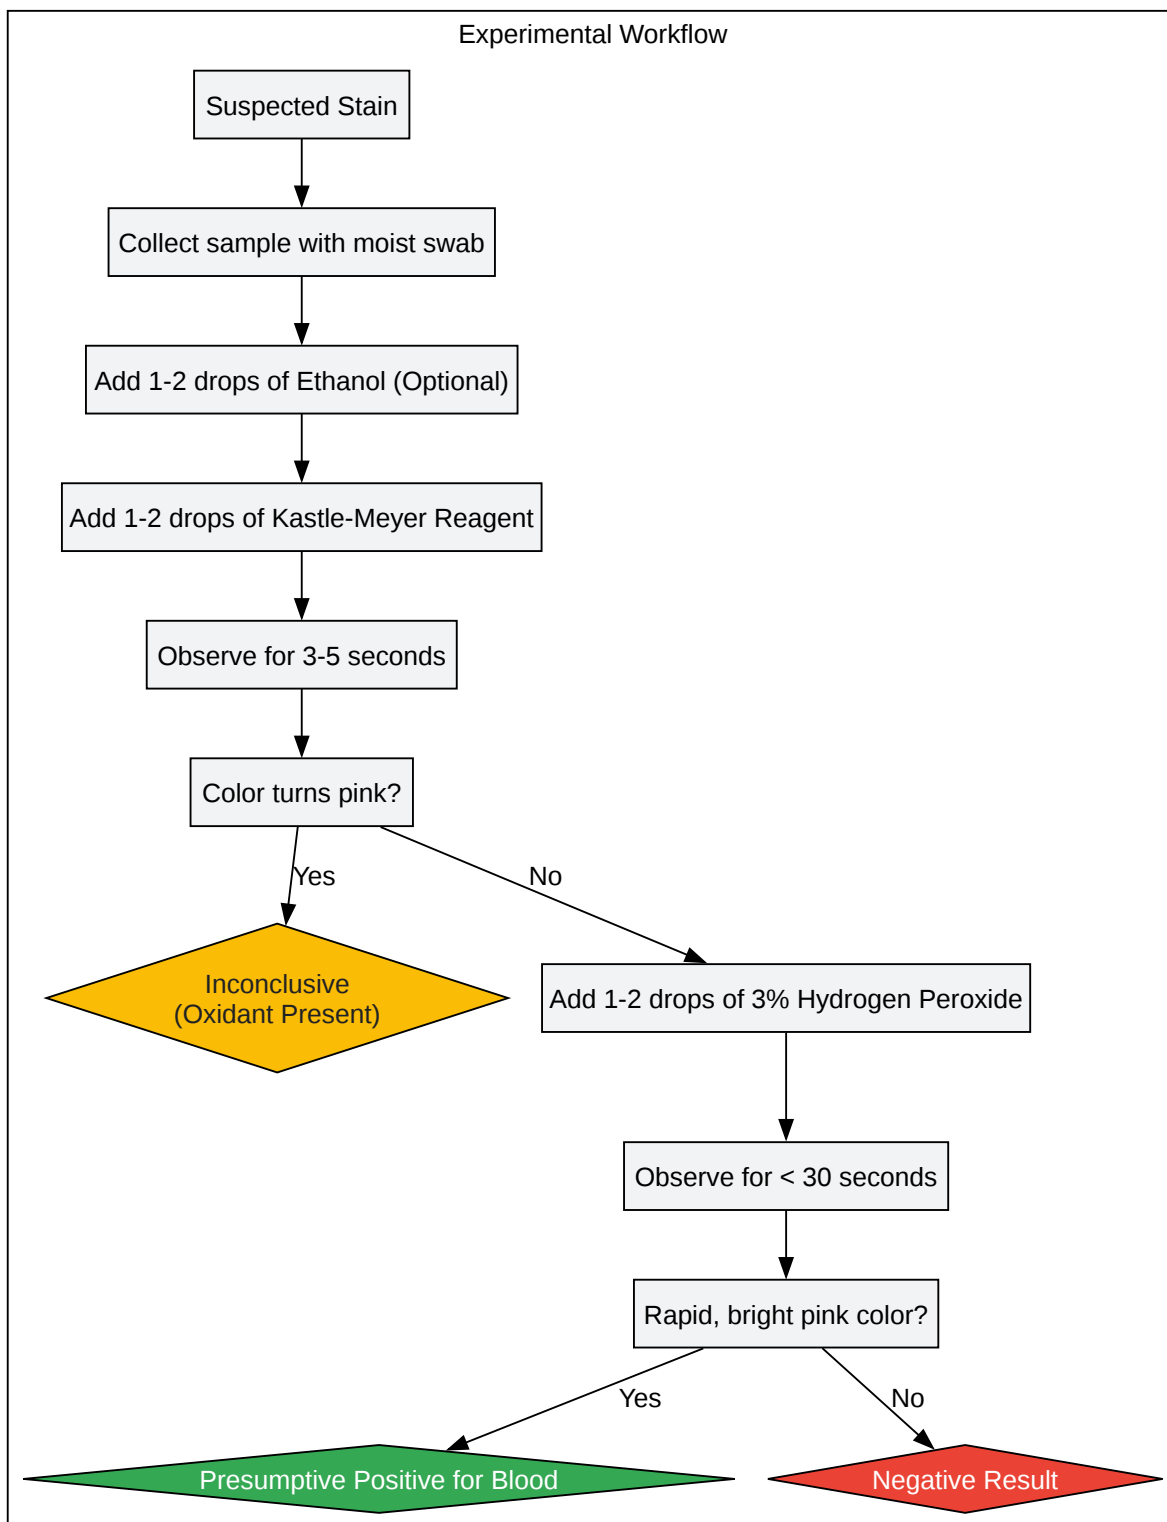 Experimental Workflow
Suspected Stain
Collect sample with moist swab
Add 1-2 drops of Ethanol (Optional)
Add 1-2 drops of Kastle-Meyer Reagent
Observe for 3-5 seconds
Color turns pink?
Yes
No
Inconclusive
(Oxidant Present)
Add 1-2 drops of 3% Hydrogen Peroxide
Observe for < 30 seconds
Rapid, bright pink color?
Yes
No
Presumptive Positive for Blood
Negative Result